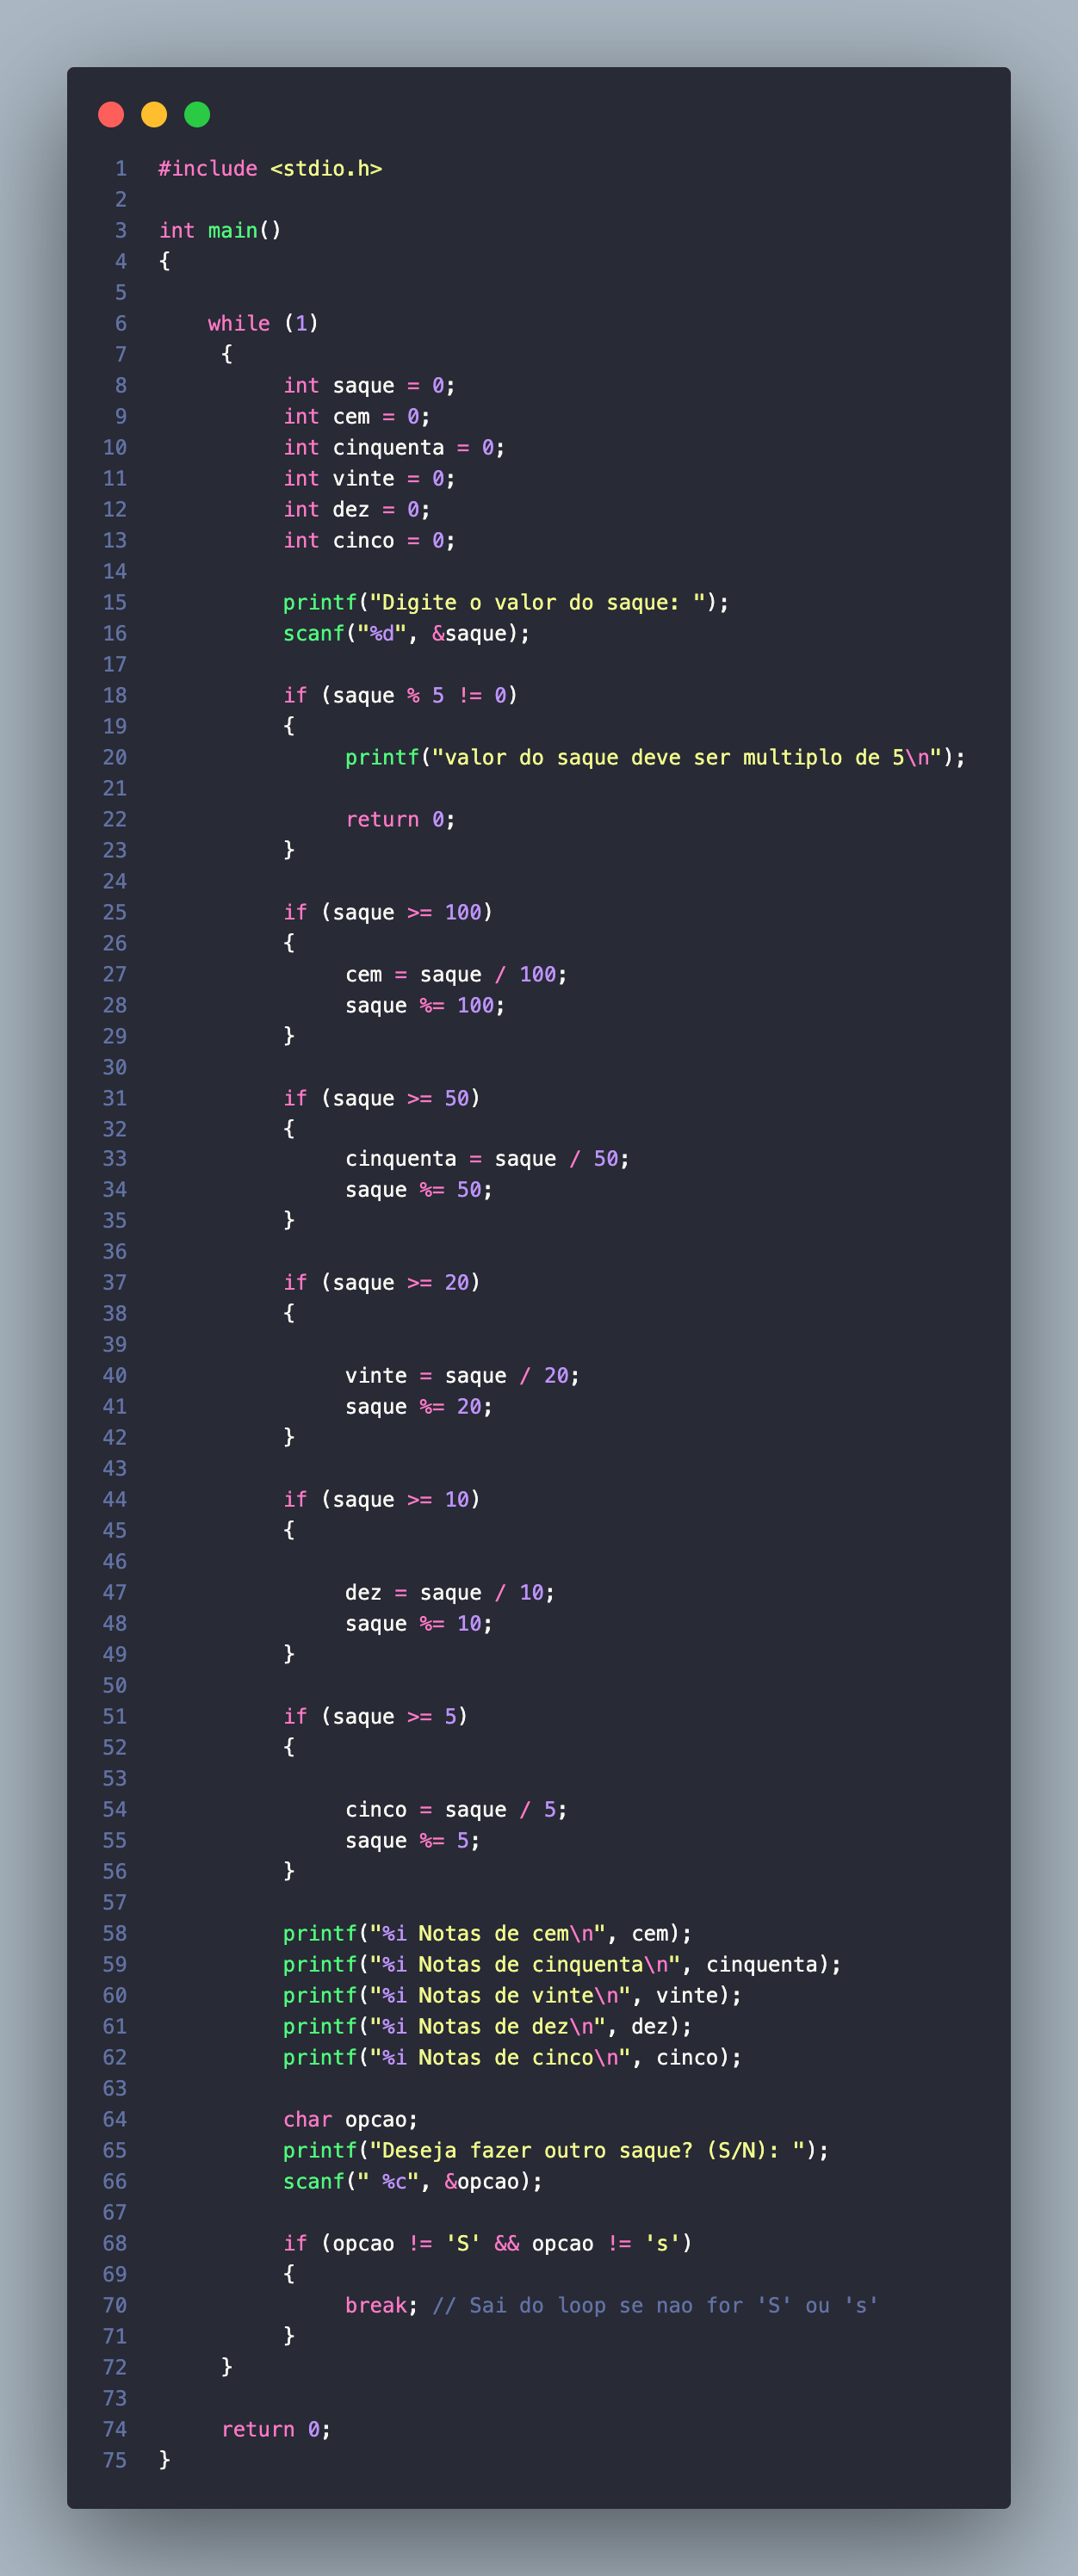 1 #include <stdio.h>
2
3 int main()
4 {
5
6     while (1)
7      {
8           int saque = 0;
9           int cem = 0;
10          int cinquenta = 0;
11          int vinte = 0;
12          int dez = 0;
13          int cinco = 0;
14
15          printf("Digite o valor do saque: ");
16          scanf("%d", &saque);
17
18          if (saque % 5 != 0)
19          {
20               printf("valor do saque deve ser multiplo de 5\n");
21
22               return 0;
23          }
24
25          if (saque >= 100)
26          {
27               cem = saque / 100;
28               saque %= 100;
29          }
30
31          if (saque >= 50)
32          {
33               cinquenta = saque / 50;
34               saque %= 50;
35          }
36
37          if (saque >= 20)
38          {
39
40               vinte = saque / 20;
41               saque %= 20;
42          }
43
44          if (saque >= 10)
45          {
46
47               dez = saque / 10;
48               saque %= 10;
49          }
50
51          if (saque >= 5)
52          {
53
54               cinco = saque / 5;
55               saque %= 5;
56          }
57
58          printf("%i Notas de cem\n", cem);
59          printf("%i Notas de cinquenta\n", cinquenta);
60          printf("%i Notas de vinte\n", vinte);
61          printf("%i Notas de dez\n", dez);
62          printf("%i Notas de cinco\n", cinco);
63
64          char opcao;
65          printf("Deseja fazer outro saque? (S/N): ");
66          scanf(" %c", &opcao);
67
68          if (opcao != 'S' && opcao != 's')
69          {
70               break; // Sai do loop se nao for 'S' ou 's'
71          }
72     }
73
74     return 0;
75 }